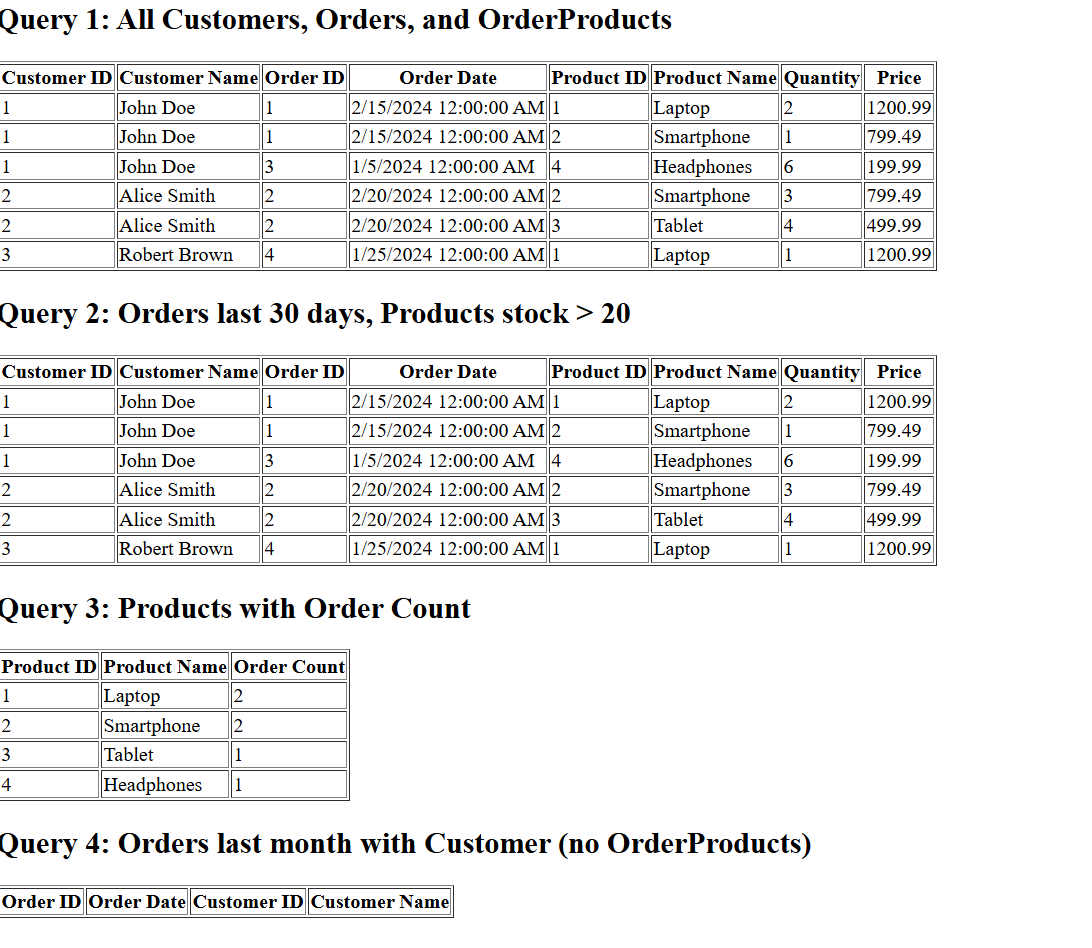 Query 1: All Customers, Orders, and OrderProducts
Customer ID Customer Name Order ID Order Date Product ID Product Name Quantity Price
1 John Doe 1 2/15/2024 12:00:00 AM 1 Laptop 2 1200.99
1 John Doe 1 2/15/2024 12:00:00 AM 2 Smartphone 1 799.49
1 John Doe 3 1/5/2024 12:00:00 AM 4 Headphones 6 199.99
2 Alice Smith 2 2/20/2024 12:00:00 AM 2 Smartphone 3 799.49
2 Alice Smith 2 2/20/2024 12:00:00 AM 3 Tablet 4 499.99
3 Robert Brown 4 1/25/2024 12:00:00 AM 1 Laptop 1 1200.99
Query 2: Orders last 30 days, Products stock > 20
Customer ID Customer Name Order ID Order Date Product ID Product Name Quantity Price
1 John Doe 1 2/15/2024 12:00:00 AM 1 Laptop 2 1200.99
1 John Doe 1 2/15/2024 12:00:00 AM 2 Smartphone 1 799.49
1 John Doe 3 1/5/2024 12:00:00 AM 4 Headphones 6 199.99
2 Alice Smith 2 2/20/2024 12:00:00 AM 2 Smartphone 3 799.49
2 Alice Smith 2 2/20/2024 12:00:00 AM 3 Tablet 4 499.99
3 Robert Brown 4 1/25/2024 12:00:00 AM 1 Laptop 1 1200.99
Query 3: Products with Order Count
Product ID Product Name Order Count
1 Laptop 2
2 Smartphone 2
3 Tablet 1
4 Headphones 1
Query 4: Orders last month with Customer (no OrderProducts)
Order ID Order Date Customer ID Customer Name